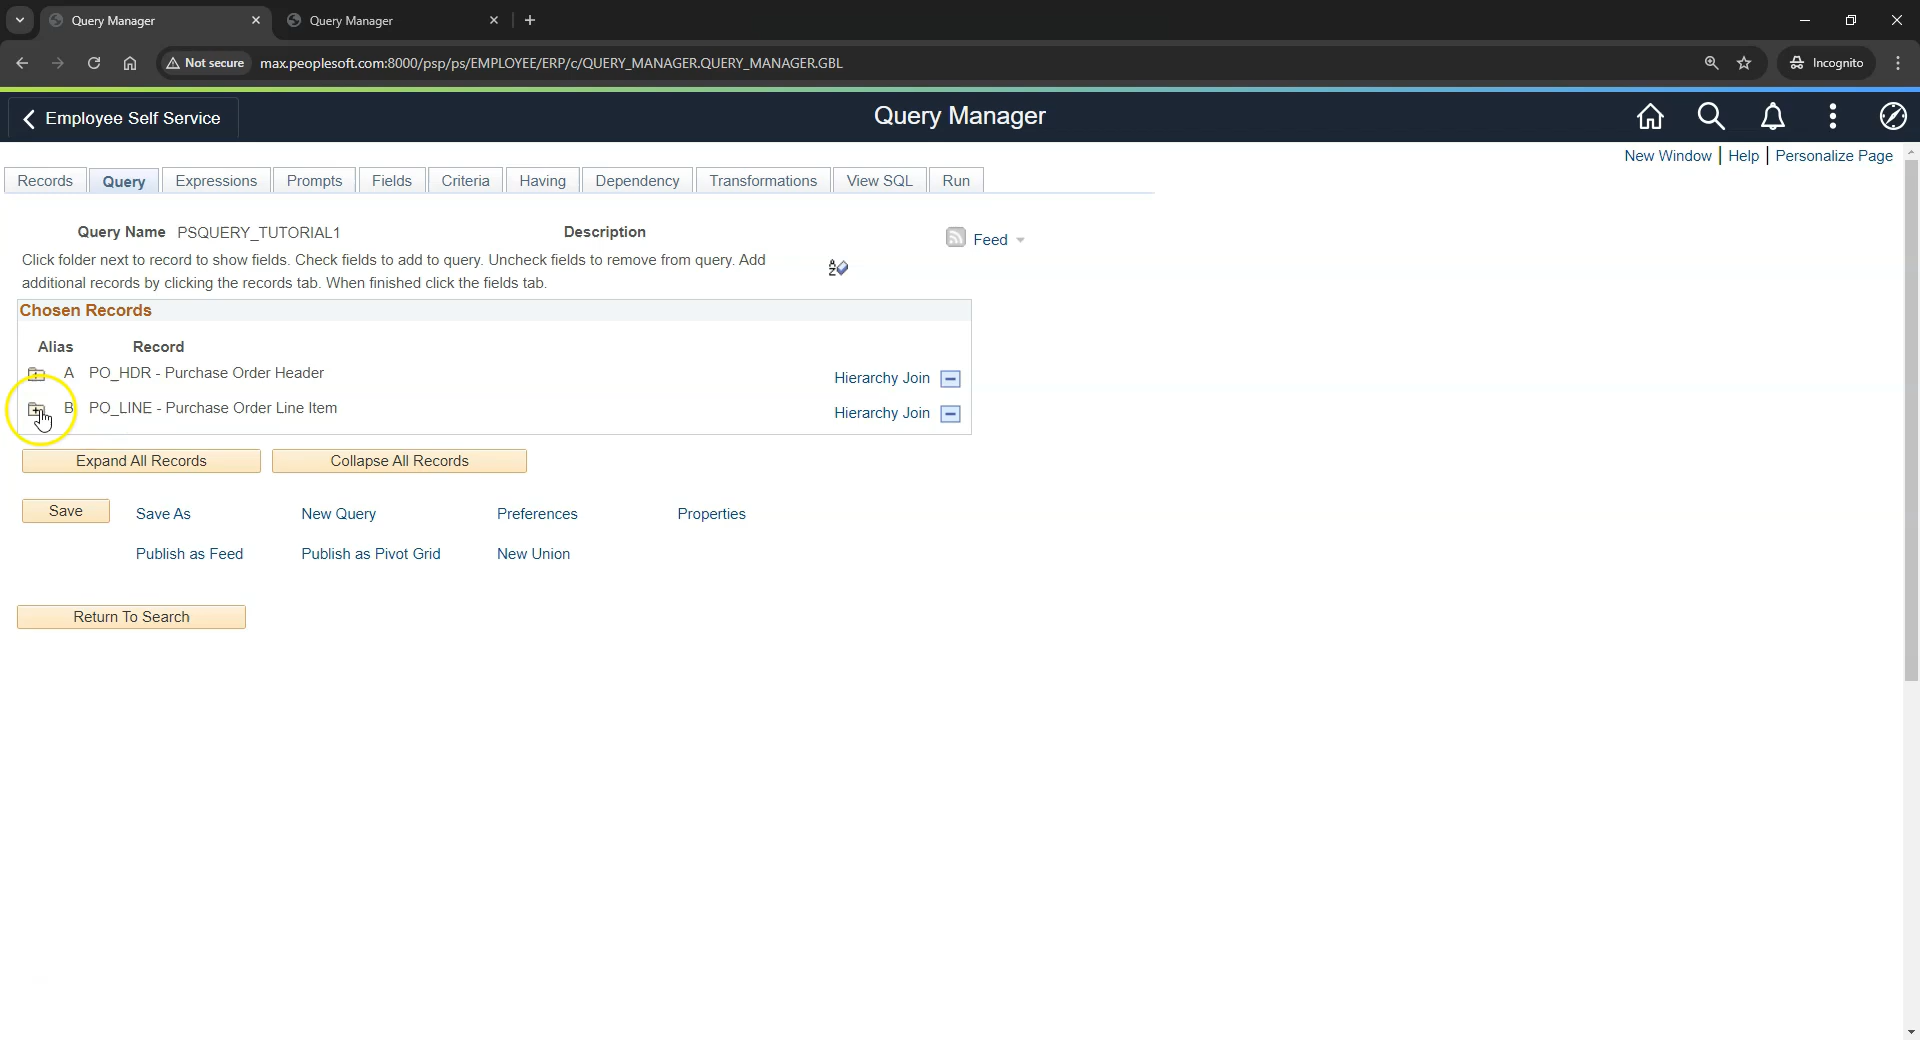 Query Manager
Query Manager
Not secure
max.peoplesoft.com:8000/psp/ps/EMPLOYEE/ERP/c/QUERY_MANAGER.QUERY_MANAGER.GBL
Incognito
Employee Self Service
Query Manager
New Window | Help | Personalize Page
Records Query Expressions Prompts Fields Criteria Having Dependency Transformations View SQL Run
Query Name PSQUERY_TUTORIAL1 Description
Feed
Click folder next to record to show fields. Check fields to add to query. Uncheck fields to remove from query. Add
additional records by clicking the records tab. When finished click the fields tab.
Chosen Records
Alias Record
A PO_HDR - Purchase Order Header Hierarchy Join
B PO_LINE - Purchase Order Line Item Hierarchy Join
Expand All Records Collapse All Records
Save Save As New Query Preferences Properties
Publish as Feed Publish as Pivot Grid New Union
Return To Search